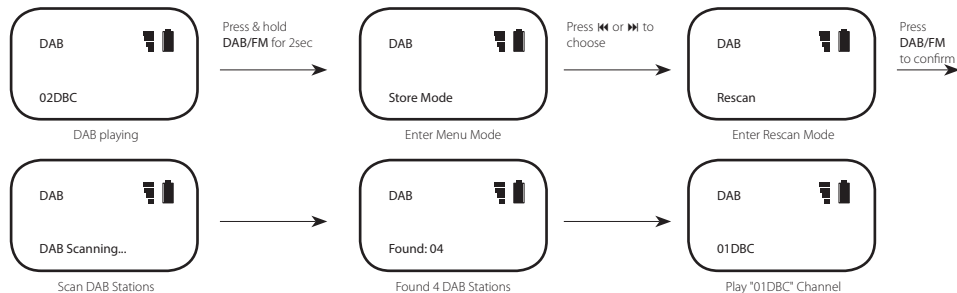 DAB
02DBC
DAB playing
Press & hold
DAB/FM for 2sec
DAB
Store Mode
Enter Menu Mode
Press ⏮ or ⏭ to
choose
DAB
Rescan
Enter Rescan Mode
Press
DAB/FM
to confirm
DAB
DAB Scanning...
Scan DAB Stations
DAB
Found: 04
Found 4 DAB Stations
DAB
01DBC
Play "01DBC" Channel